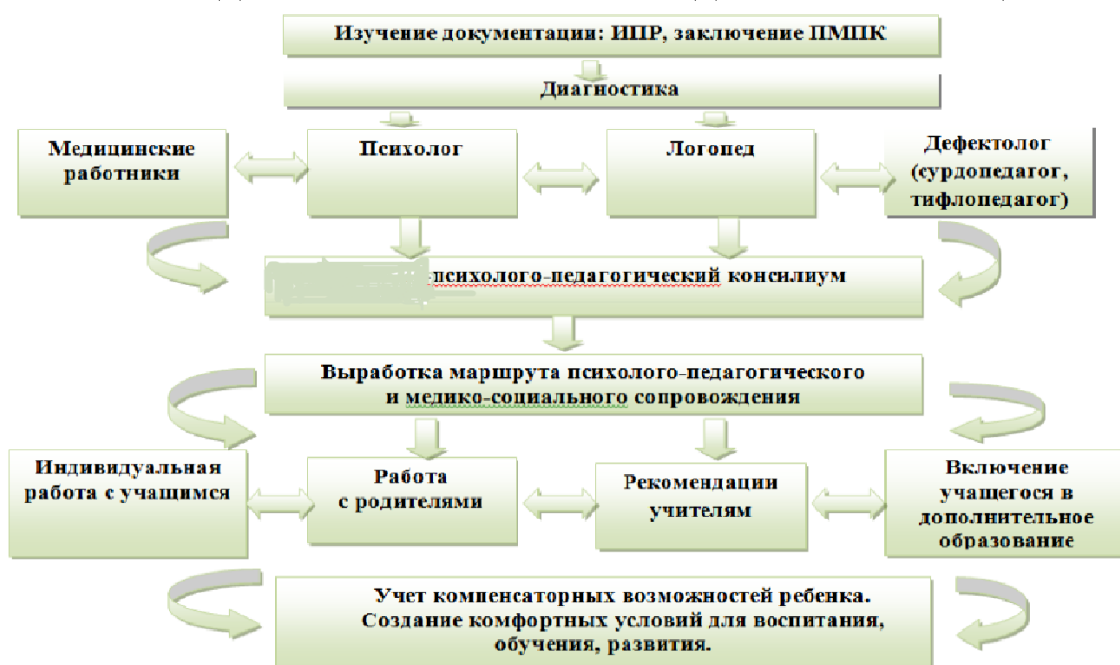 Изучение документации: ИПР, заключение ПМПК
Диагностика
Медицинские
работники
Психолог
Логопед
Дефектолог
(сурдопедагог,
тифлопедагог)
-психолого-педагогический консилиум
Выработка маршрута психолого-педагогического
и медико-социального сопровождения
Индивидуальная
работа с учащимся
Работа
с родителями
Рекомендации
учителям
Включение
учащегося в
дополнительное
образование
Учет компенсаторных возможностей ребенка.
Создание комфортных условий для воспитания,
обучения, развития.